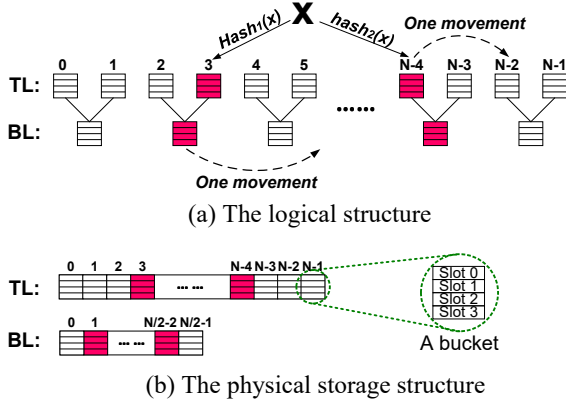 X
Hash₁(x)
hash₂(x)
One movement
0 1 2 3 4 5 N-4 N-3 N-2 N-1
TL:
......
BL:
One movement
(a) The logical structure
0 1 2 3 N-4 N-3 N-2 N-1
TL:
... ...
Slot 0
Slot 1
Slot 2
Slot 3
A bucket
0 1 N/2-2 N/2-1
BL:
... ...
(b) The physical storage structure